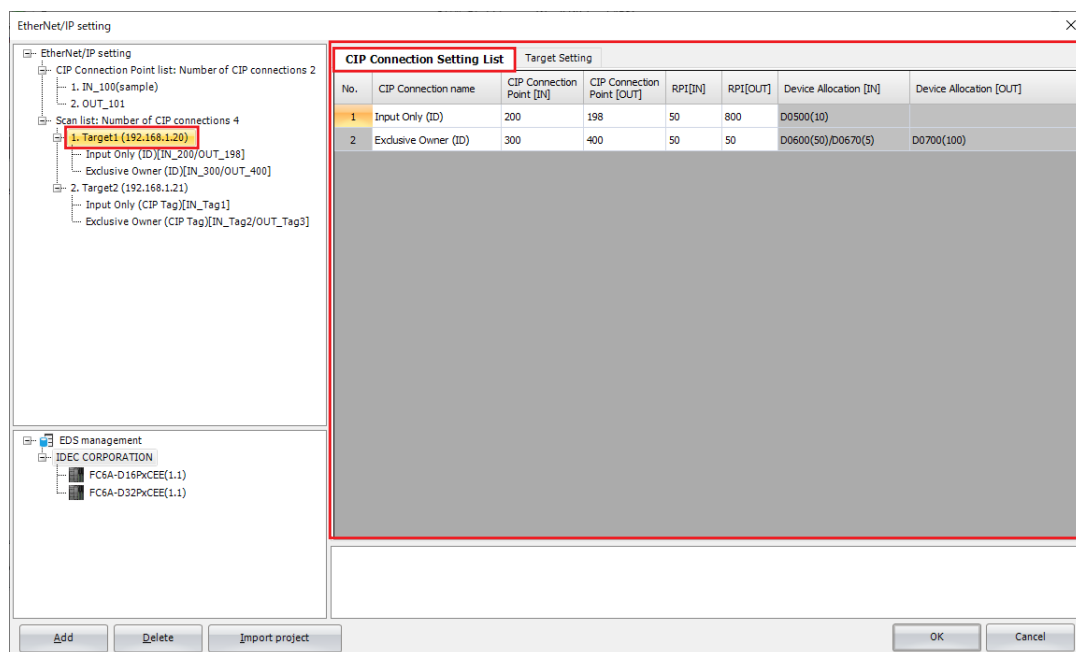 EtherNet/IP setting
EtherNet/IP setting
CIP Connection Point list: Number of CIP connections 2
1. IN_100(sample)
2. OUT_101
Scan list: Number of CIP connections 4
1. Target1 (192.168.1.20)
Input Only (ID)[IN_200/OUT_198]
Exclusive Owner (ID)[IN_300/OUT_400]
2. Target2 (192.168.1.21)
Input Only (CIP Tag)[IN_Tag1]
Exclusive Owner (CIP Tag)[IN_Tag2/OUT_Tag3]
EDS management
IDEC CORPORATION
FC6A-D16PxCEE(1.1)
FC6A-D32PxCEE(1.1)
CIP Connection Setting List Target Setting
No. CIP Connection name CIP Connection Point [IN] CIP Connection Point [OUT] RPI[IN] RPI[OUT] Device Allocation [IN] Device Allocation [OUT]
1 Input Only (ID) 200 198 50 800 D0500(10)
2 Exclusive Owner (ID) 300 400 50 50 D0600(50)/D0670(5) D0700(100)
Add Delete Import project OK Cancel